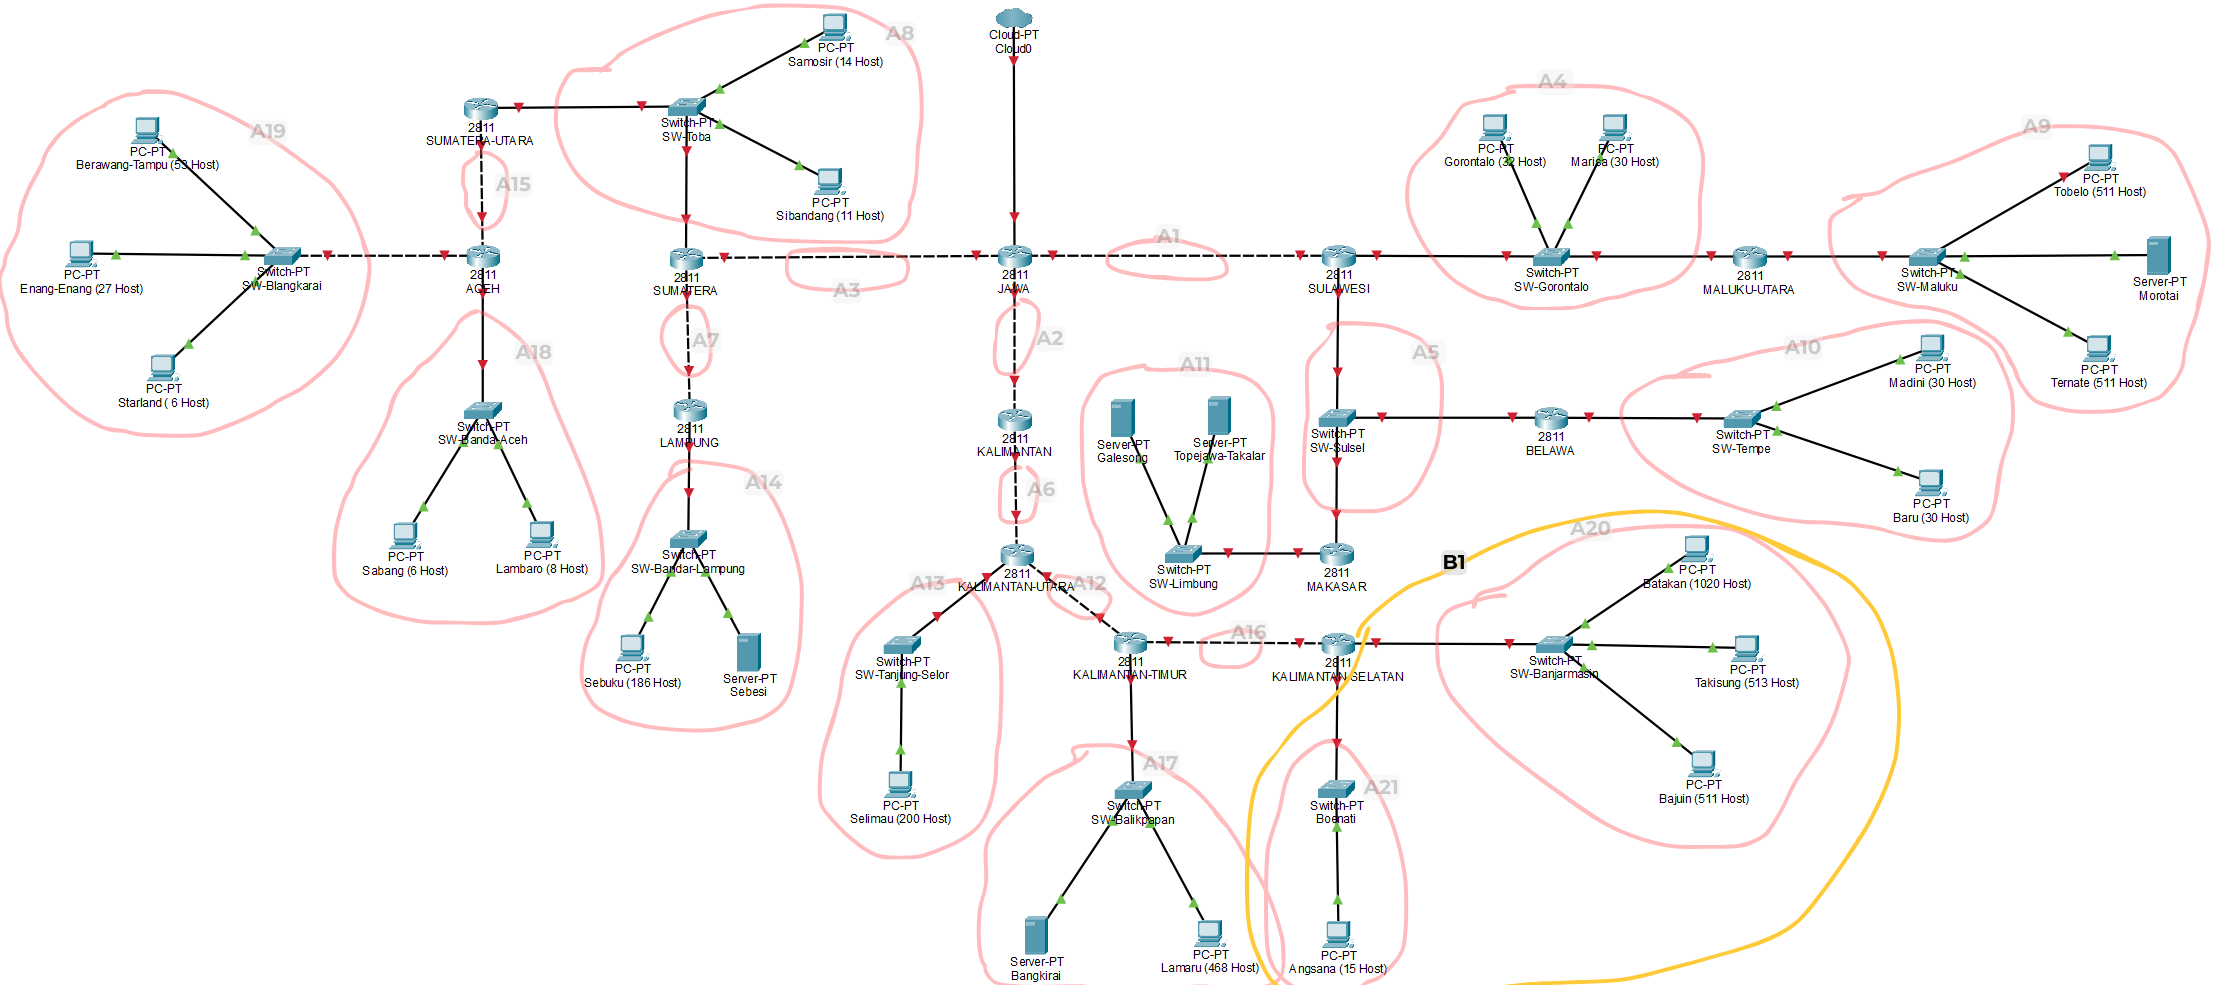 A8
PC-PT
Samosir (14 Host)
Cloud-PT
Cloud0
A4
A19
PC-PT
Berawang-Tampu (53 Host)
2811
SUMATERA-UTARA
Switch-PT
SW-Toba
PC-PT
Gorontalo (32 Host)
PC-PT
Marisa (30 Host)
A9
PC-PT
Tobelo (511 Host)
A15
PC-PT
Sibandang (11 Host)
A1
PC-PT
Enang-Enang (27 Host)
Switch-PT
SW-Blangkarai
2811
ACEH
2811
SUMATERA
A3
2811
JAWA
2811
SULAWESI
Switch-PT
SW-Gorontalo
2811
MALUKU-UTARA
Switch-PT
SW-Maluku
Server-PT
Morotai
A18
A7
A2
A11
A5
A10
PC-PT
Madini (30 Host)
PC-PT
Ternate (511 Host)
PC-PT
Starland ( 6 Host)
Switch-PT
SW-Banda-Aceh
2811
LAMPUNG
2811
KALIMANTAN
Server-PT
Galesong
Server-PT
Topejawa-Takalar
Switch-PT
SW-Sulsel
2811
BELAWA
Switch-PT
SW-Tempe
A14
A6
PC-PT
Baru (30 Host)
PC-PT
Sabang (6 Host)
PC-PT
Lambaro (8 Host)
Switch-PT
SW-Bandar-Lampung
2811
KALIMANTAN-UTARA
A13
A12
Switch-PT
SW-Limbung
2811
MAKASAR
B1
A20
PC-PT
Batakan (1020 Host)
PC-PT
Sebuku (186 Host)
Server-PT
Sebesi
Switch-PT
SW-Tanjung-Selor
2811
KALIMANTAN-TIMUR
A16
2811
KALIMANTAN-SELATAN
Switch-PT
SW-Banjarmasin
PC-PT
Takisung (513 Host)
A17
A21
PC-PT
Selimau (200 Host)
Switch-PT
SW-Balikpapan
Switch-PT
Boenati
PC-PT
Bajuin (511 Host)
Server-PT
Bangkirai
PC-PT
Lamaru (468 Host)
PC-PT
Angsana (15 Host)